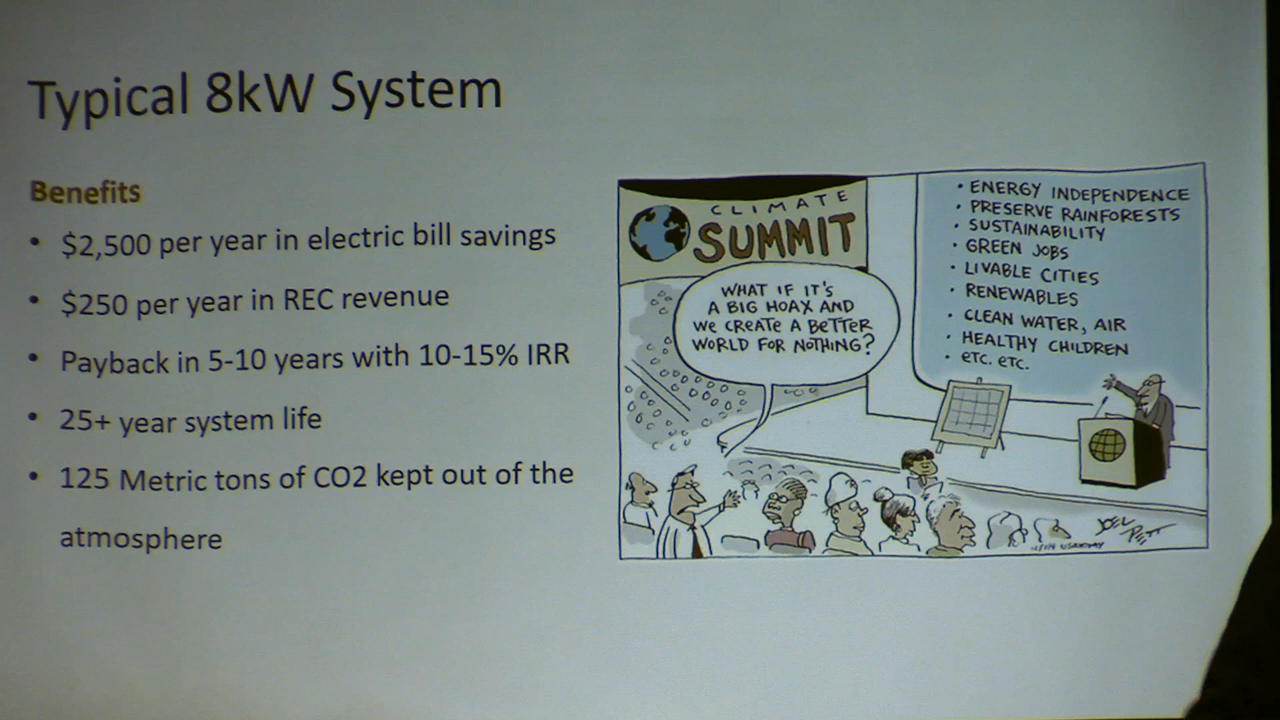 Typical 8kW System
Benefits
• $2,500 per year in electric bill savings
• $250 per year in REC revenue
• Payback in 5-10 years with 10-15% IRR
• 25+ year system life
• 125 Metric tons of CO2 kept out of the
atmosphere
CLIMATE
SUMMIT
WHAT IF IT'S
A BIG HOAX AND
WE CREATE A BETTER
WORLD FOR NOTHING?
• ENERGY INDEPENDENCE
• PRESERVE RAINFORESTS
• SUSTAINABILITY
• GREEN JOBS
• LIVABLE CITIES
• RENEWABLES
• CLEAN WATER, AIR
• HEALTHY CHILDREN
• ETC. ETC.
JOEL
PETT